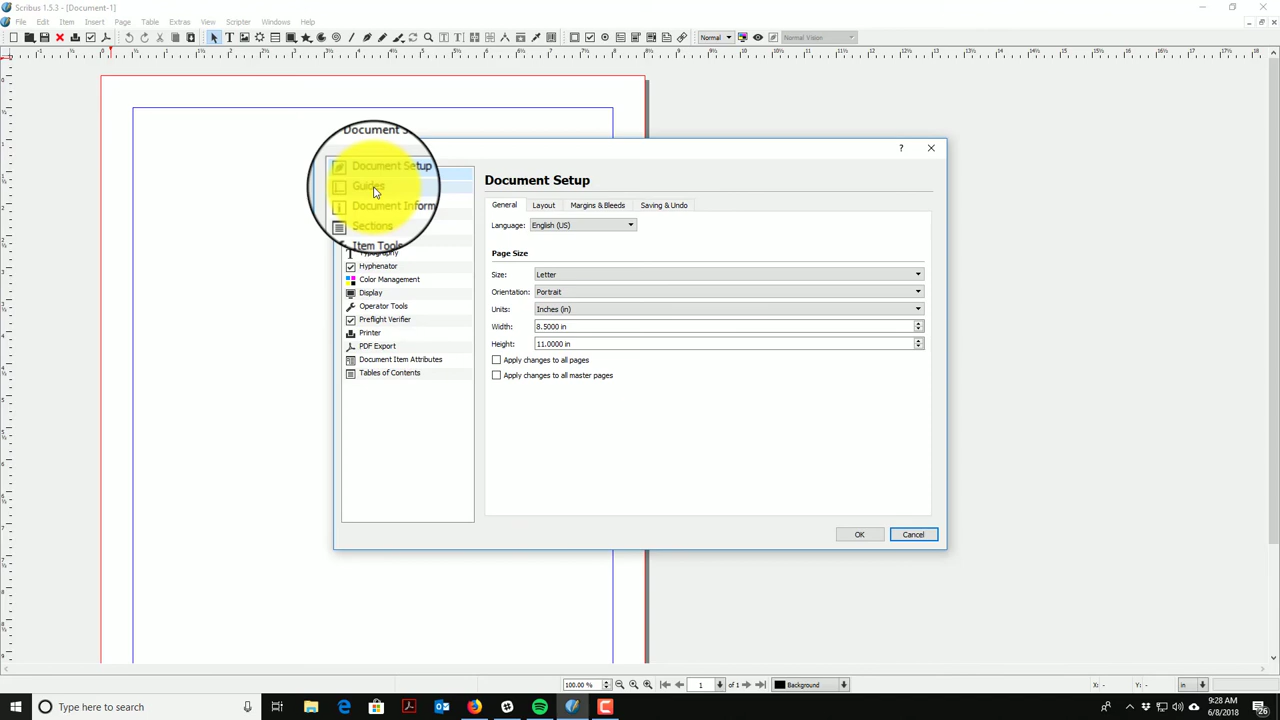 Scribus 1.5.3 - [Document-1]
File Edit Item Insert Page Table Extras View Scripter Windows Help
Normal Normal Vision
Document S
Document Setup
Guides
Document Inform
Sections
Item Tools
Typography
Hyphenator
Color Management
Display
Operator Tools
Preflight Verifier
Printer
PDF Export
Document Item Attributes
Tables of Contents
? 
Document Setup
General Layout Margins & Bleeds Saving & Undo
Language: English (US)
Page Size
Size: Letter
Orientation: Portrait
Units: Inches (in)
Width: 8.5000 in
Height: 11.0000 in
Apply changes to all pages
Apply changes to all master pages
OK Cancel
100.00 % 1 of 1 Background X: - Y: - in
Type here to search
9:28 AM
6/8/2018
26